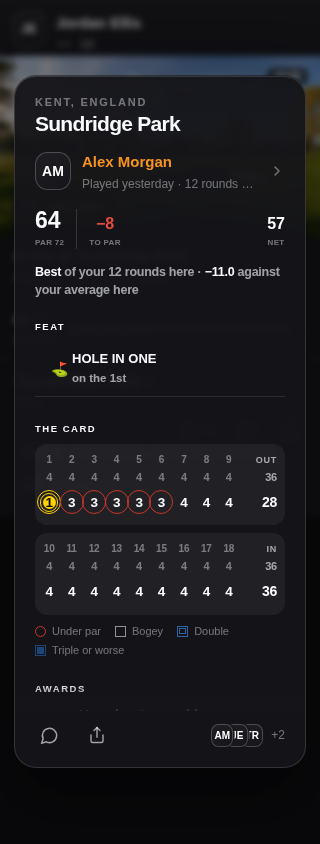 KENT, ENGLAND
Sundridge Park
AM
Alex Morgan
Played yesterday · 12 rounds ...
64
PAR 72
−8
TO PAR
57
NET
Best of your 12 rounds here · −11.0 against
your average here
FEAT
HOLE IN ONE
on the 1st
THE CARD
1 2 3 4 5 6 7 8 9 OUT
4 4 4 4 4 4 4 4 4 36
1 3 3 3 3 3 4 4 4 28
10 11 12 13 14 15 16 17 18 IN
4 4 4 4 4 4 4 4 4 36
4 4 4 4 4 4 4 4 4 36
Under par Bogey Double
Triple or worse
AWARDS
AM JE TR +2